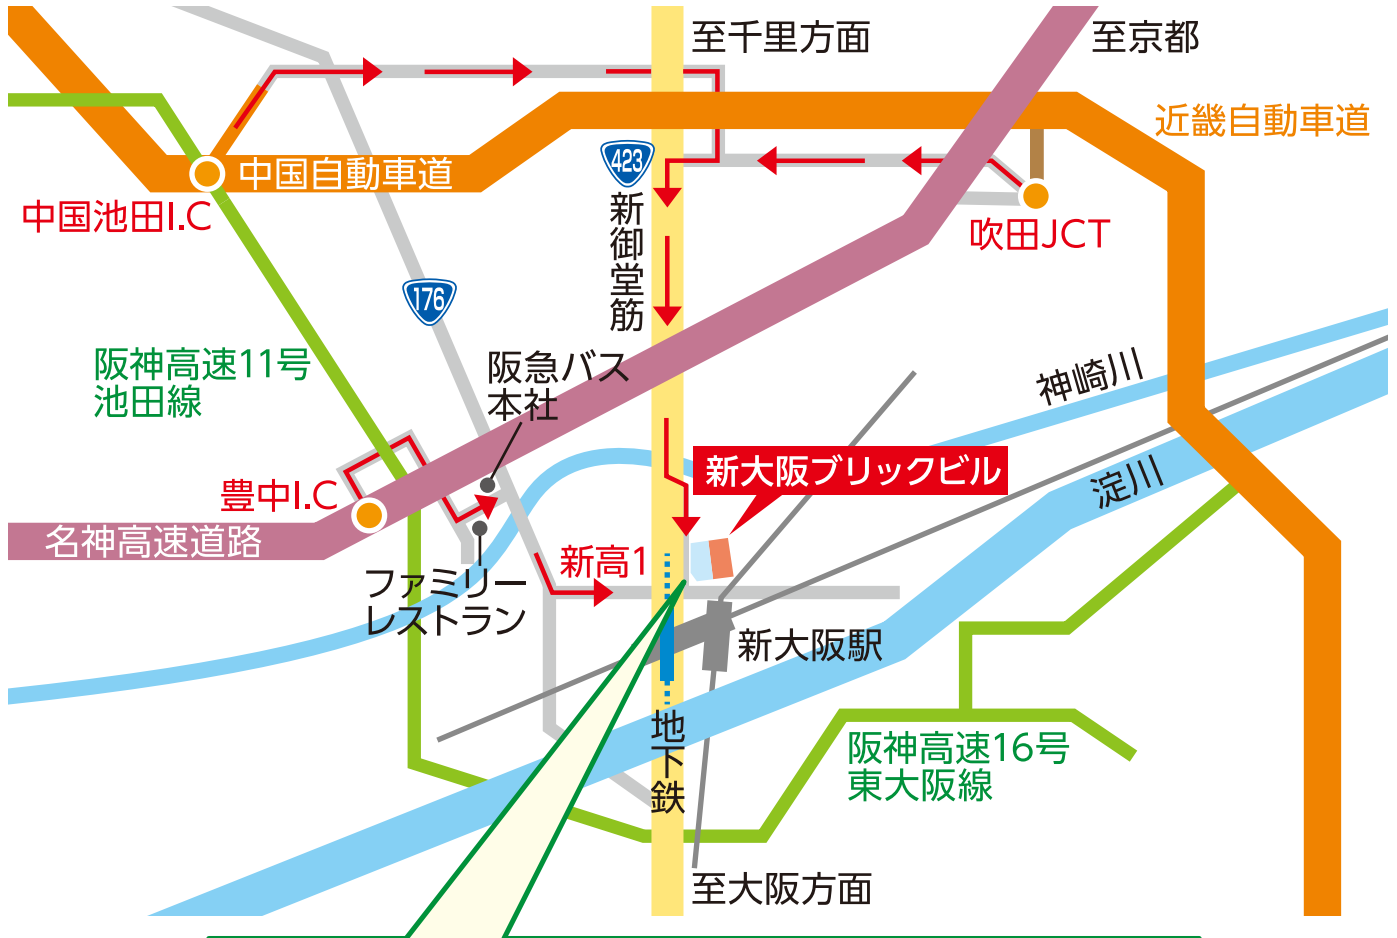 至千里方面
至京都
近畿自動車道
423
中国自動車道
新御堂筋
中国池田I.C
吹田JCT
176
阪神高速11号
池田線
阪急バス
本社
神崎川
新大阪ブリックビル
淀川
豊中I.C
名神高速道路
新高1
ファミリー
レストラン
新大阪駅
地下鉄
阪神高速16号
東大阪線
至大阪方面